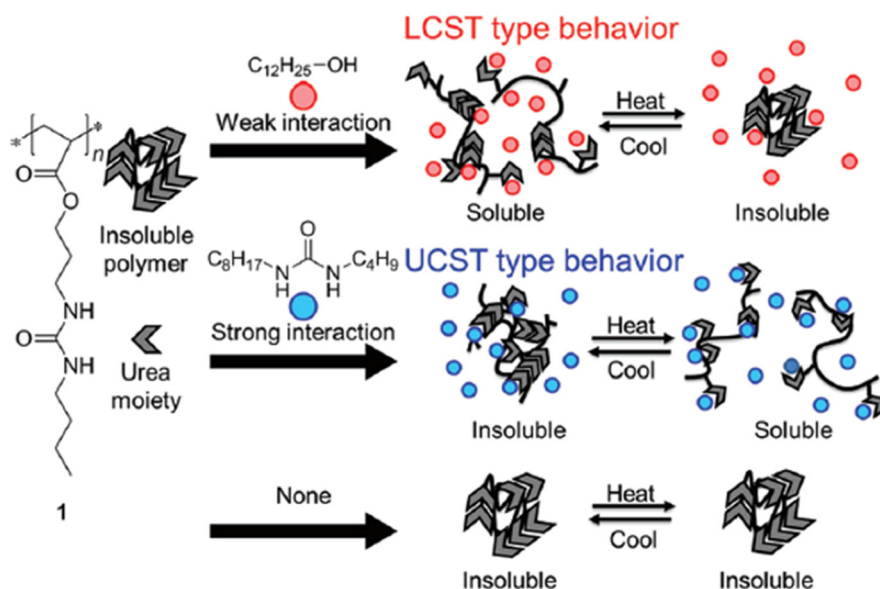 LCST type behavior
C12H25–OH
Weak interaction
Heat
Cool
Soluble
Insoluble
* * n
O
O
NH
O
NH
1
Insoluble
polymer
Urea
moiety
O
C8H17 N N C4H9
H H
Strong interaction
UCST type behavior
Heat
Cool
Insoluble
Soluble
None
Heat
Cool
Insoluble
Insoluble